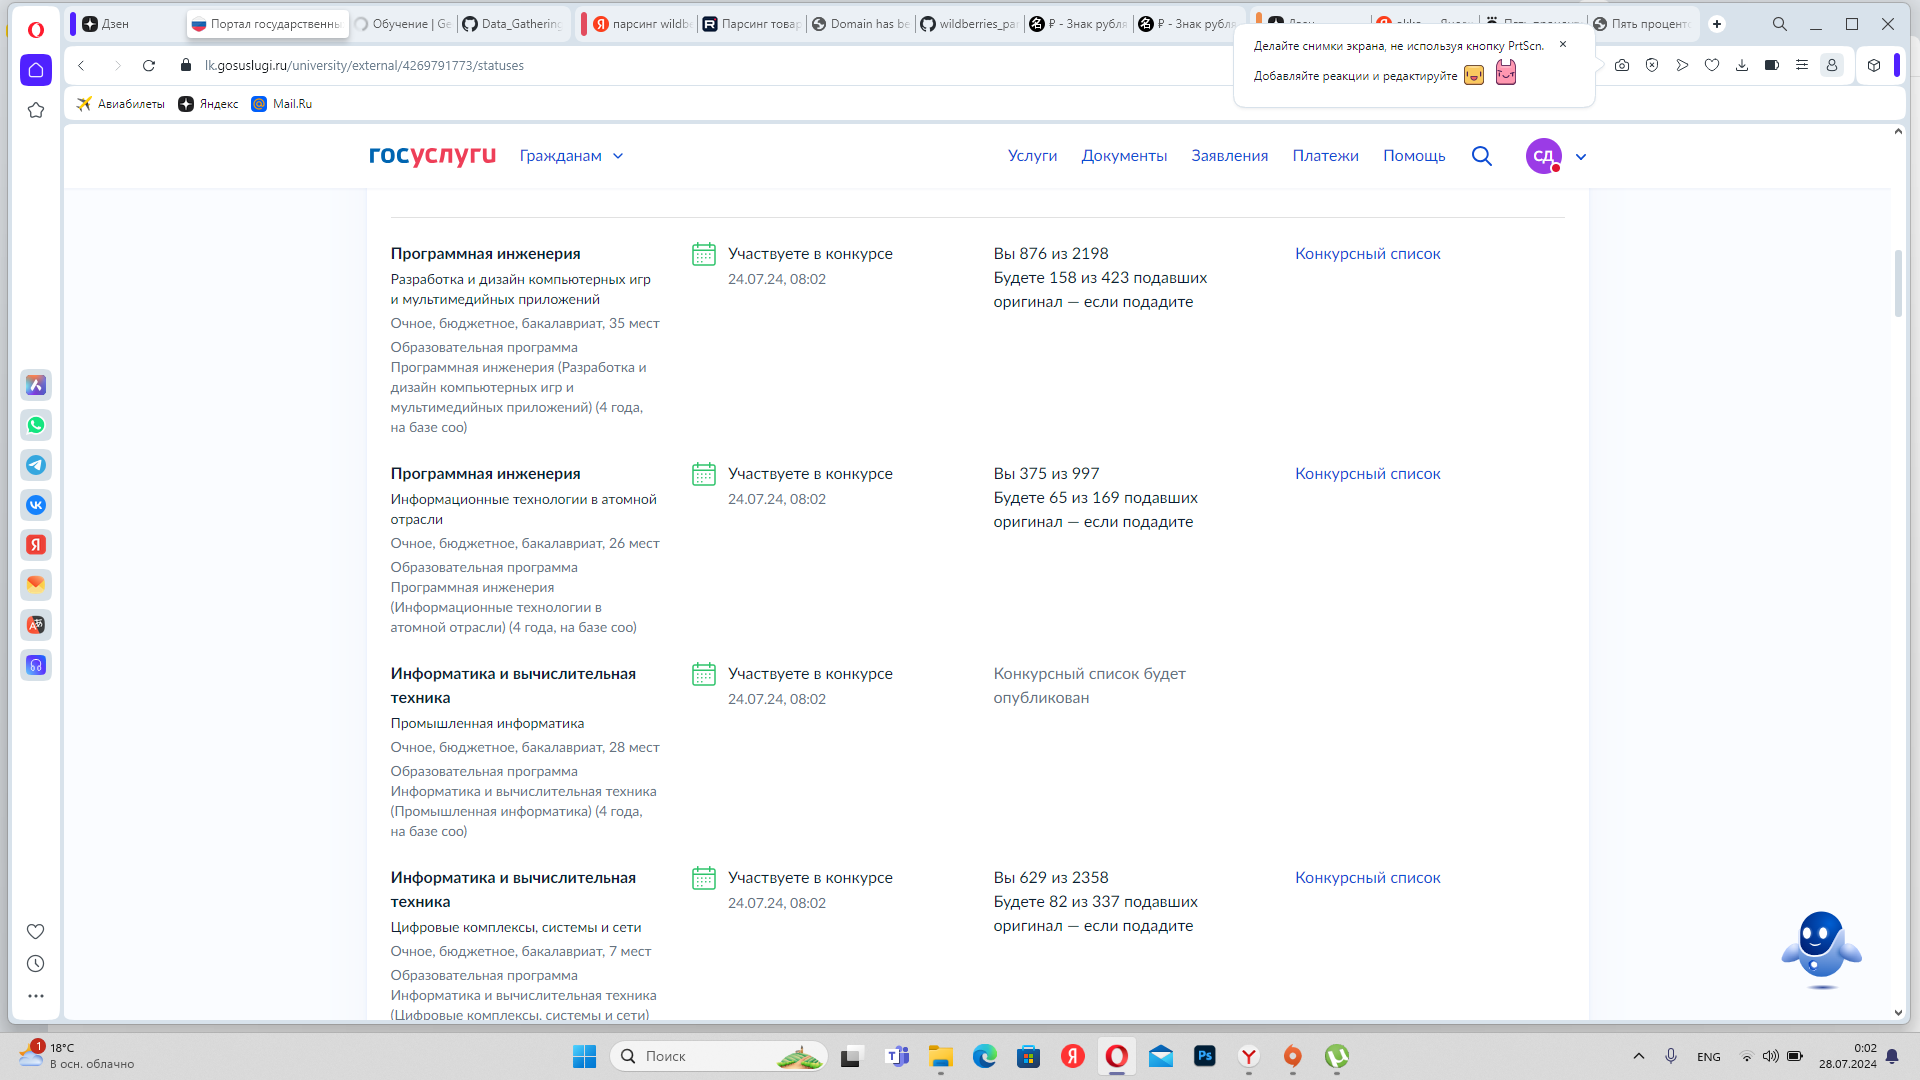 Дзен
Портал государственны
Обучение | Ge
Data_Gathering
парсинг wildbe
Парсинг товар
Domain has be
wildberries_pa
₽ - Знак рубля
₽ - Знак рубля
Пять процент
Делайте снимки экрана, не используя кнопку PrtScn.
Добавляйте реакции и редактируйте
lk.gosuslugi.ru/university/external/4269791773/statuses
Авиабилеты
Яндекс
Mail.Ru
госуслуги
Гражданам
Услуги
Документы
Заявления
Платежи
Помощь
СД
Программная инженерия
Разработка и дизайн компьютерных игр
и мультимедийных приложений
Очное, бюджетное, бакалавриат, 35 мест
Образовательная программа
Программная инженерия (Разработка и
дизайн компьютерных игр и
мультимедийных приложений) (4 года,
на базе соо)
Участвуете в конкурсе
24.07.24, 08:02
Вы 876 из 2198
Будете 158 из 423 подавших
оригинал — если подадите
Конкурсный список
Программная инженерия
Информационные технологии в атомной
отрасли
Очное, бюджетное, бакалавриат, 26 мест
Образовательная программа
Программная инженерия
(Информационные технологии в
атомной отрасли) (4 года, на базе соо)
Участвуете в конкурсе
24.07.24, 08:02
Вы 375 из 997
Будете 65 из 169 подавших
оригинал — если подадите
Конкурсный список
Информатика и вычислительная
техника
Промышленная информатика
Очное, бюджетное, бакалавриат, 28 мест
Образовательная программа
Информатика и вычислительная техника
(Промышленная информатика) (4 года,
на базе соо)
Участвуете в конкурсе
24.07.24, 08:02
Конкурсный список будет
опубликован
Информатика и вычислительная
техника
Цифровые комплексы, системы и сети
Очное, бюджетное, бакалавриат, 7 мест
Образовательная программа
Информатика и вычислительная техника
(Цифровые комплексы, системы и сети)
Участвуете в конкурсе
24.07.24, 08:02
Вы 629 из 2358
Будете 82 из 337 подавших
оригинал — если подадите
Конкурсный список
1
18°C
В осн. облачно
Поиск
ENG
0:02
28.07.2024